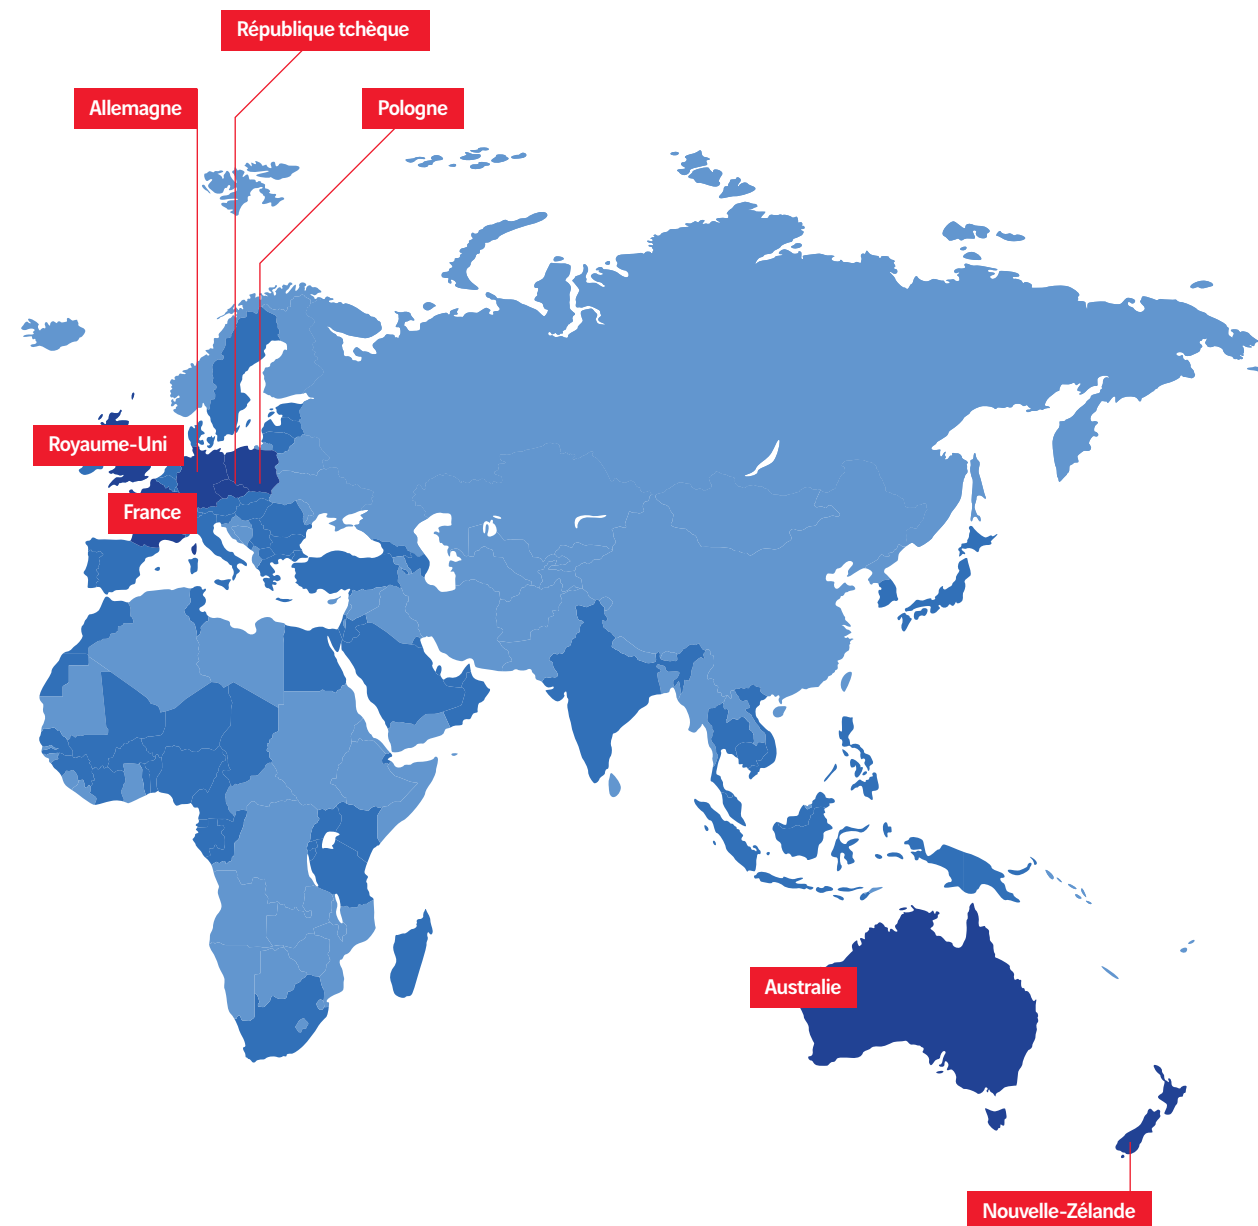 République tchèque
Allemagne
Pologne
Royaume-Uni
France
Australie
Nouvelle-Zélande